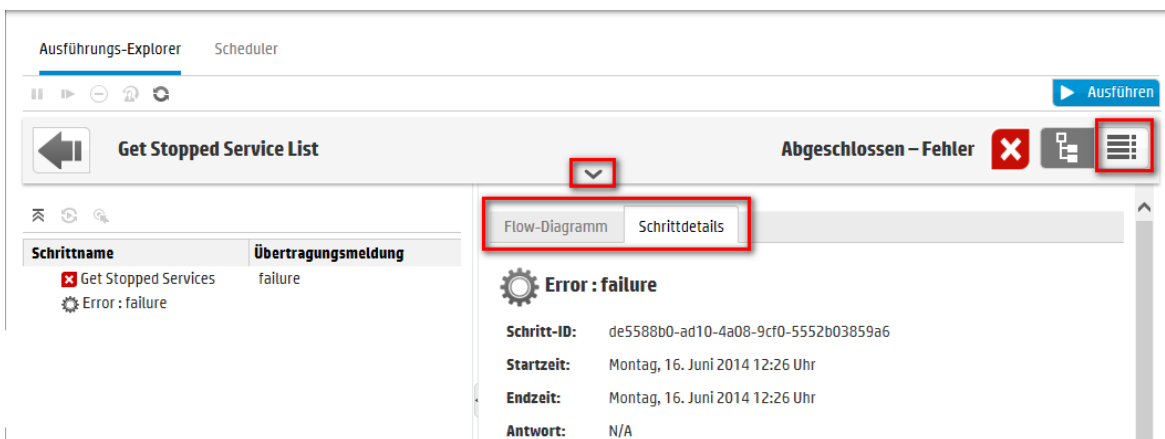 Ausführungs-Explorer Scheduler
Ausführen
Get Stopped Service List Abgeschlossen – Fehler
Flow-Diagramm Schrittdetails
Schrittname Übertragungsmeldung
Get Stopped Services failure
Error : failure
Error : failure
Schritt-ID: de5588b0-ad10-4a08-9cf0-5552b03859a6
Startzeit: Montag, 16. Juni 2014 12:26 Uhr
Endzeit: Montag, 16. Juni 2014 12:26 Uhr
Antwort: N/A